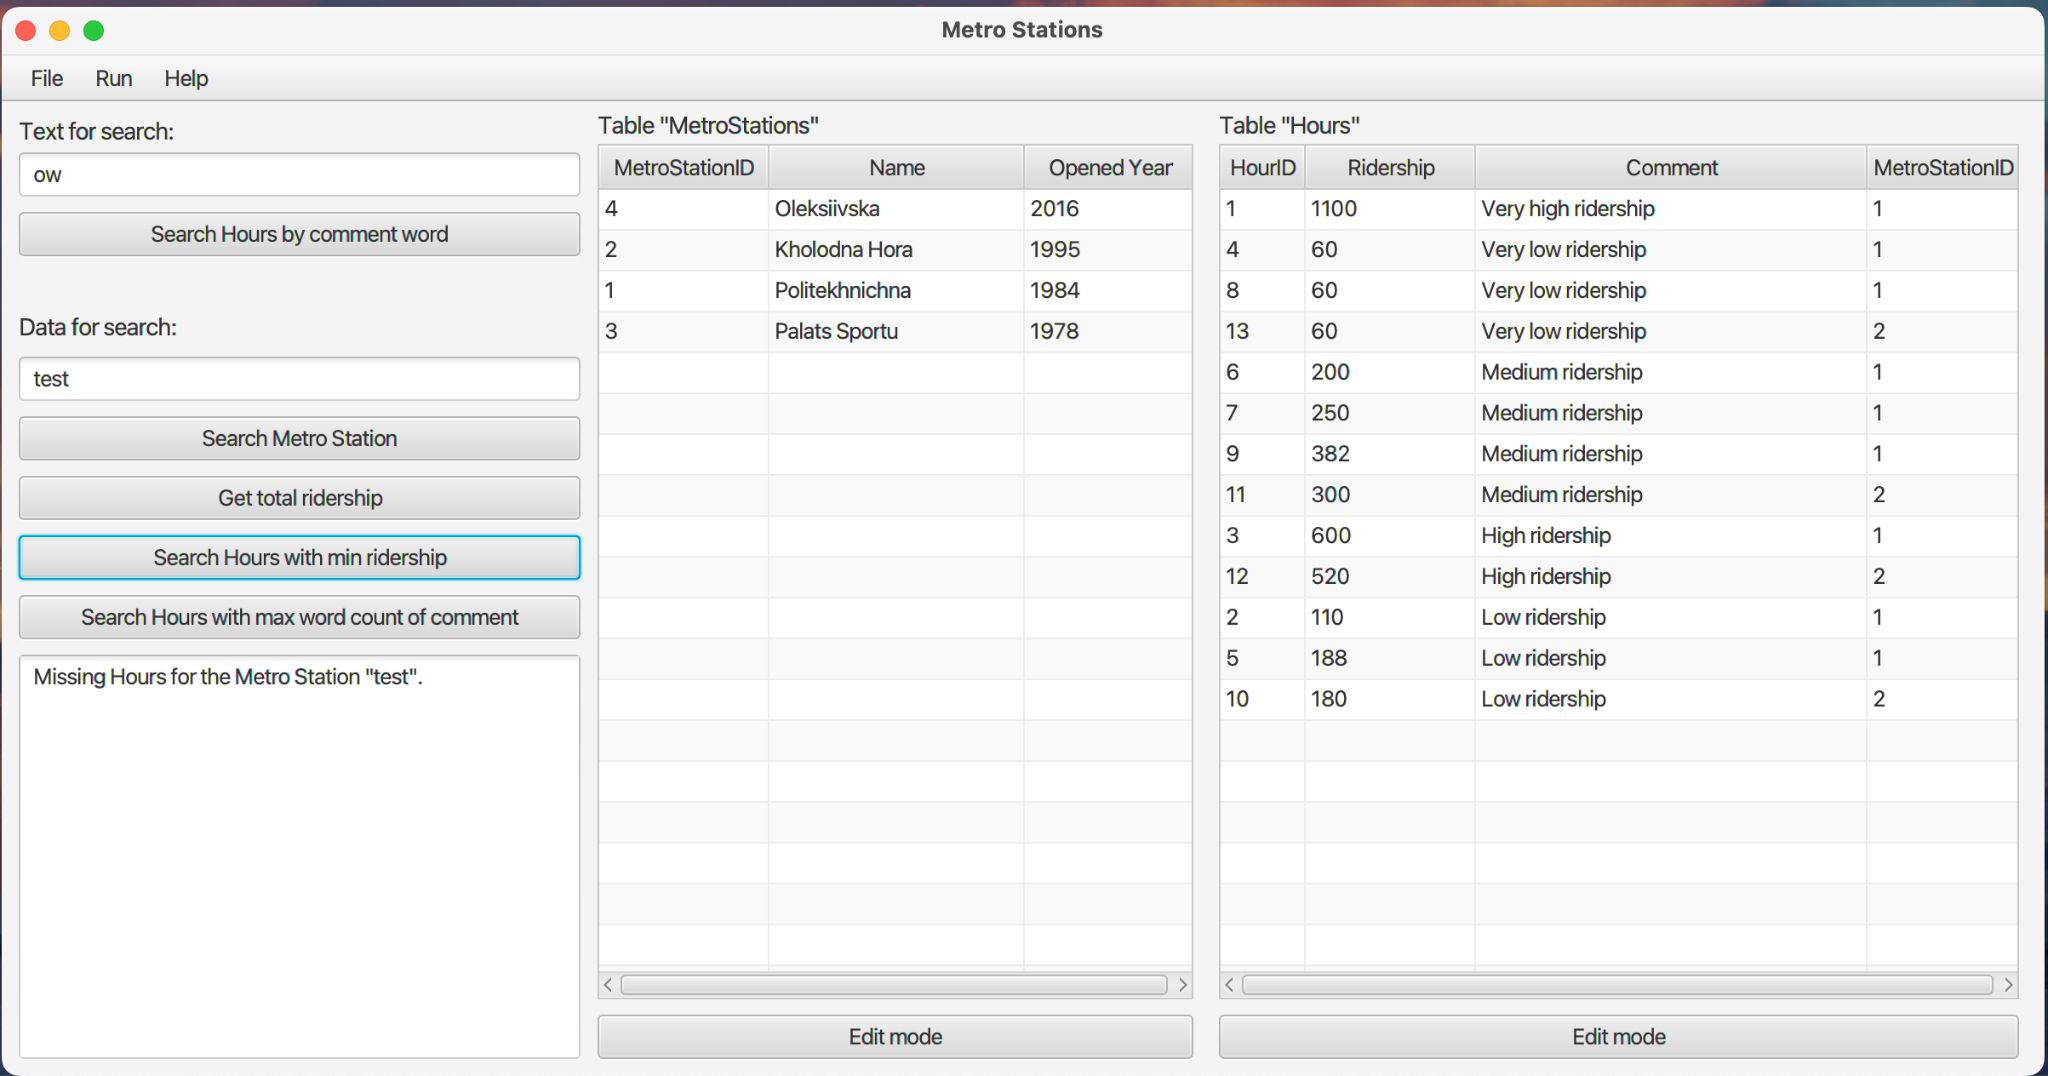 Metro Stations
File Run Help
Text for search:
ow
Search Hours by comment word
Data for search:
test
Search Metro Station
Get total ridership
Search Hours with min ridership
Search Hours with max word count of comment
Missing Hours for the Metro Station "test".
Table "MetroStations"
MetroStationID Name Opened Year
4 Oleksiivska 2016
2 Kholodna Hora 1995
1 Politekhnichna 1984
3 Palats Sportu 1978
Edit mode
Table "Hours"
HourID Ridership Comment MetroStationID
1 1100 Very high ridership 1
4 60 Very low ridership 1
8 60 Very low ridership 1
13 60 Very low ridership 2
6 200 Medium ridership 1
7 250 Medium ridership 1
9 382 Medium ridership 1
11 300 Medium ridership 2
3 600 High ridership 1
12 520 High ridership 2
2 110 Low ridership 1
5 188 Low ridership 1
10 180 Low ridership 2
Edit mode